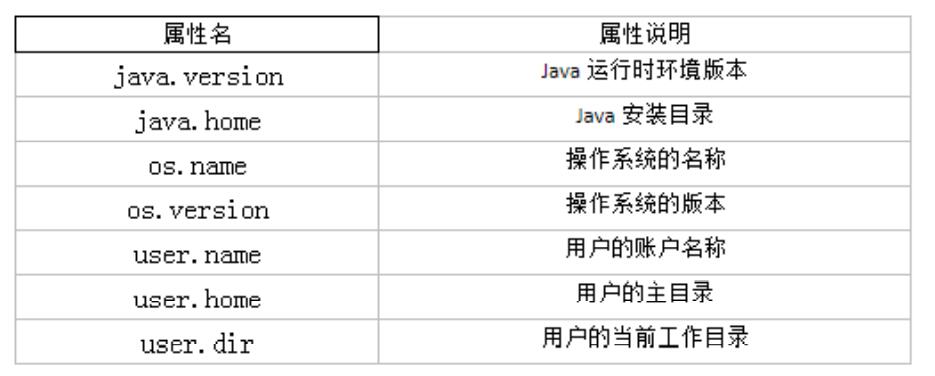 属性名 属性说明
java.version Java 运行时环境版本
java.home Java 安装目录
os.name 操作系统的名称
os.version 操作系统的版本
user.name 用户的账户名称
user.home 用户的主目录
user.dir 用户的当前工作目录